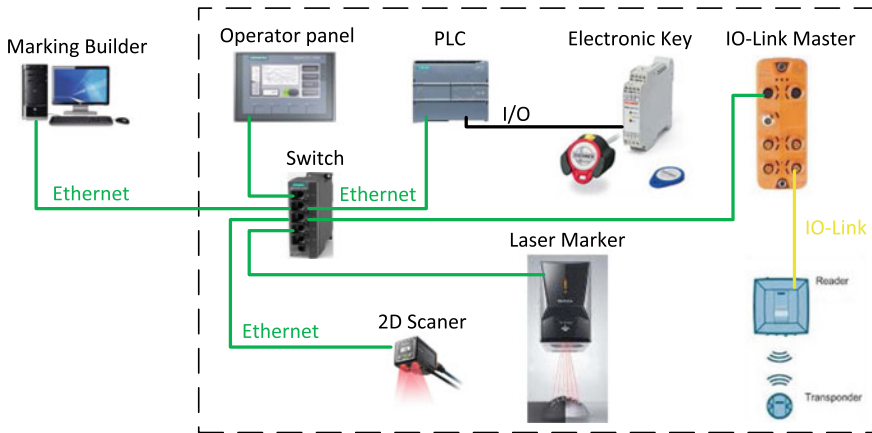 Marking Builder
Operator panel
PLC
Electronic Key
IO-Link Master
I/O
Switch
Ethernet
Ethernet
IO-Link
Laser Marker
Reader
Ethernet
2D Scaner
Transponder